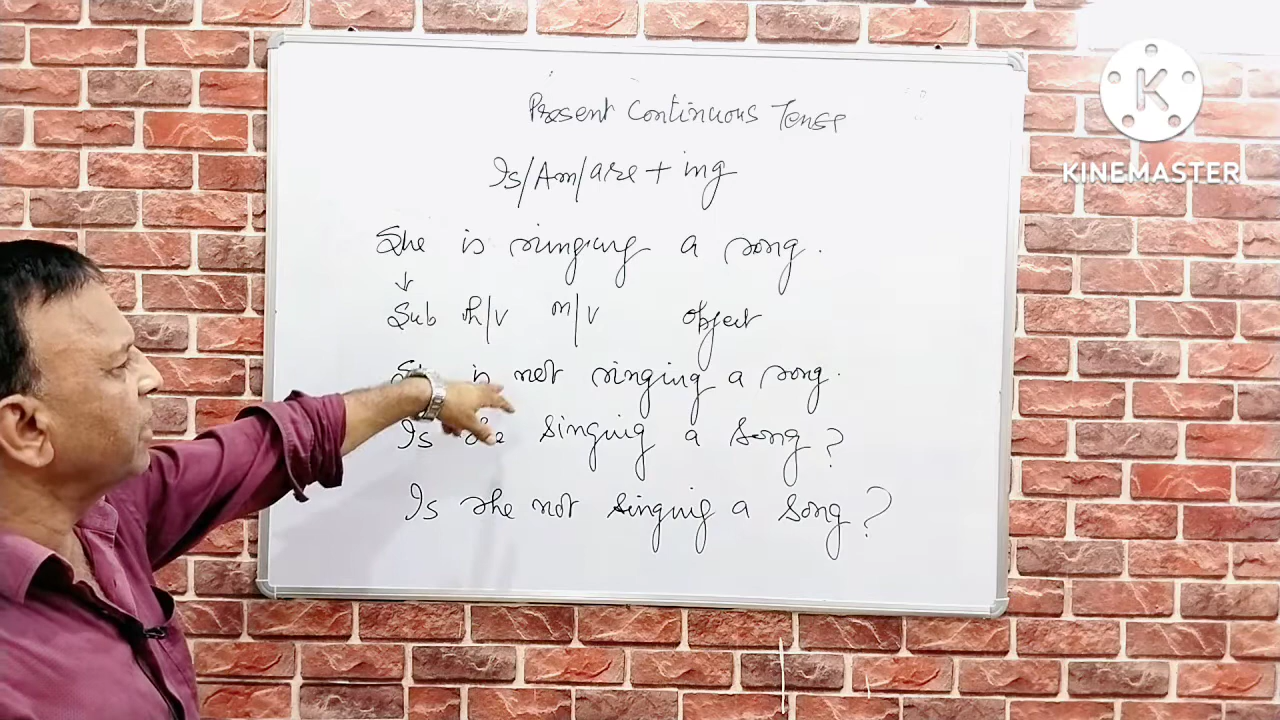 Present Continuous Tense
Is/Am/are + ing
She is singing a song.
↓
Sub h/v m/v object
is not singing a song.
Is she singing a song?
Is she not singing a song?
K
KINEMASTER